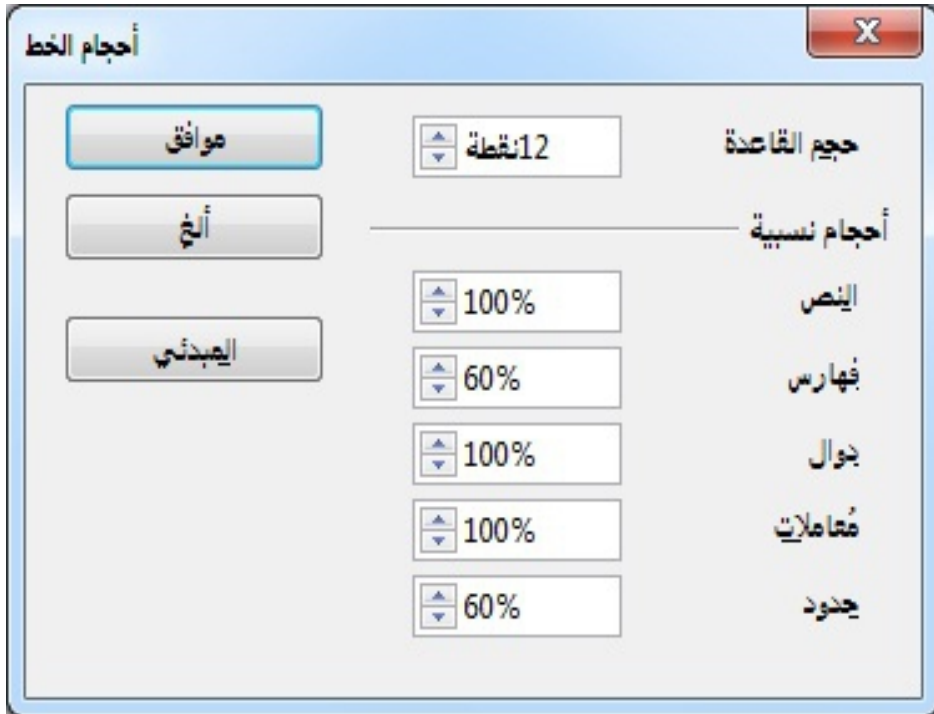 أحجام الخط
حجم القاعدة 12نقطة موافق
أحجام نسبية ألغ
النص 100%
المبدئي
فهارس 60%
دوال 100%
مُعاملات 100%
حدود 60%